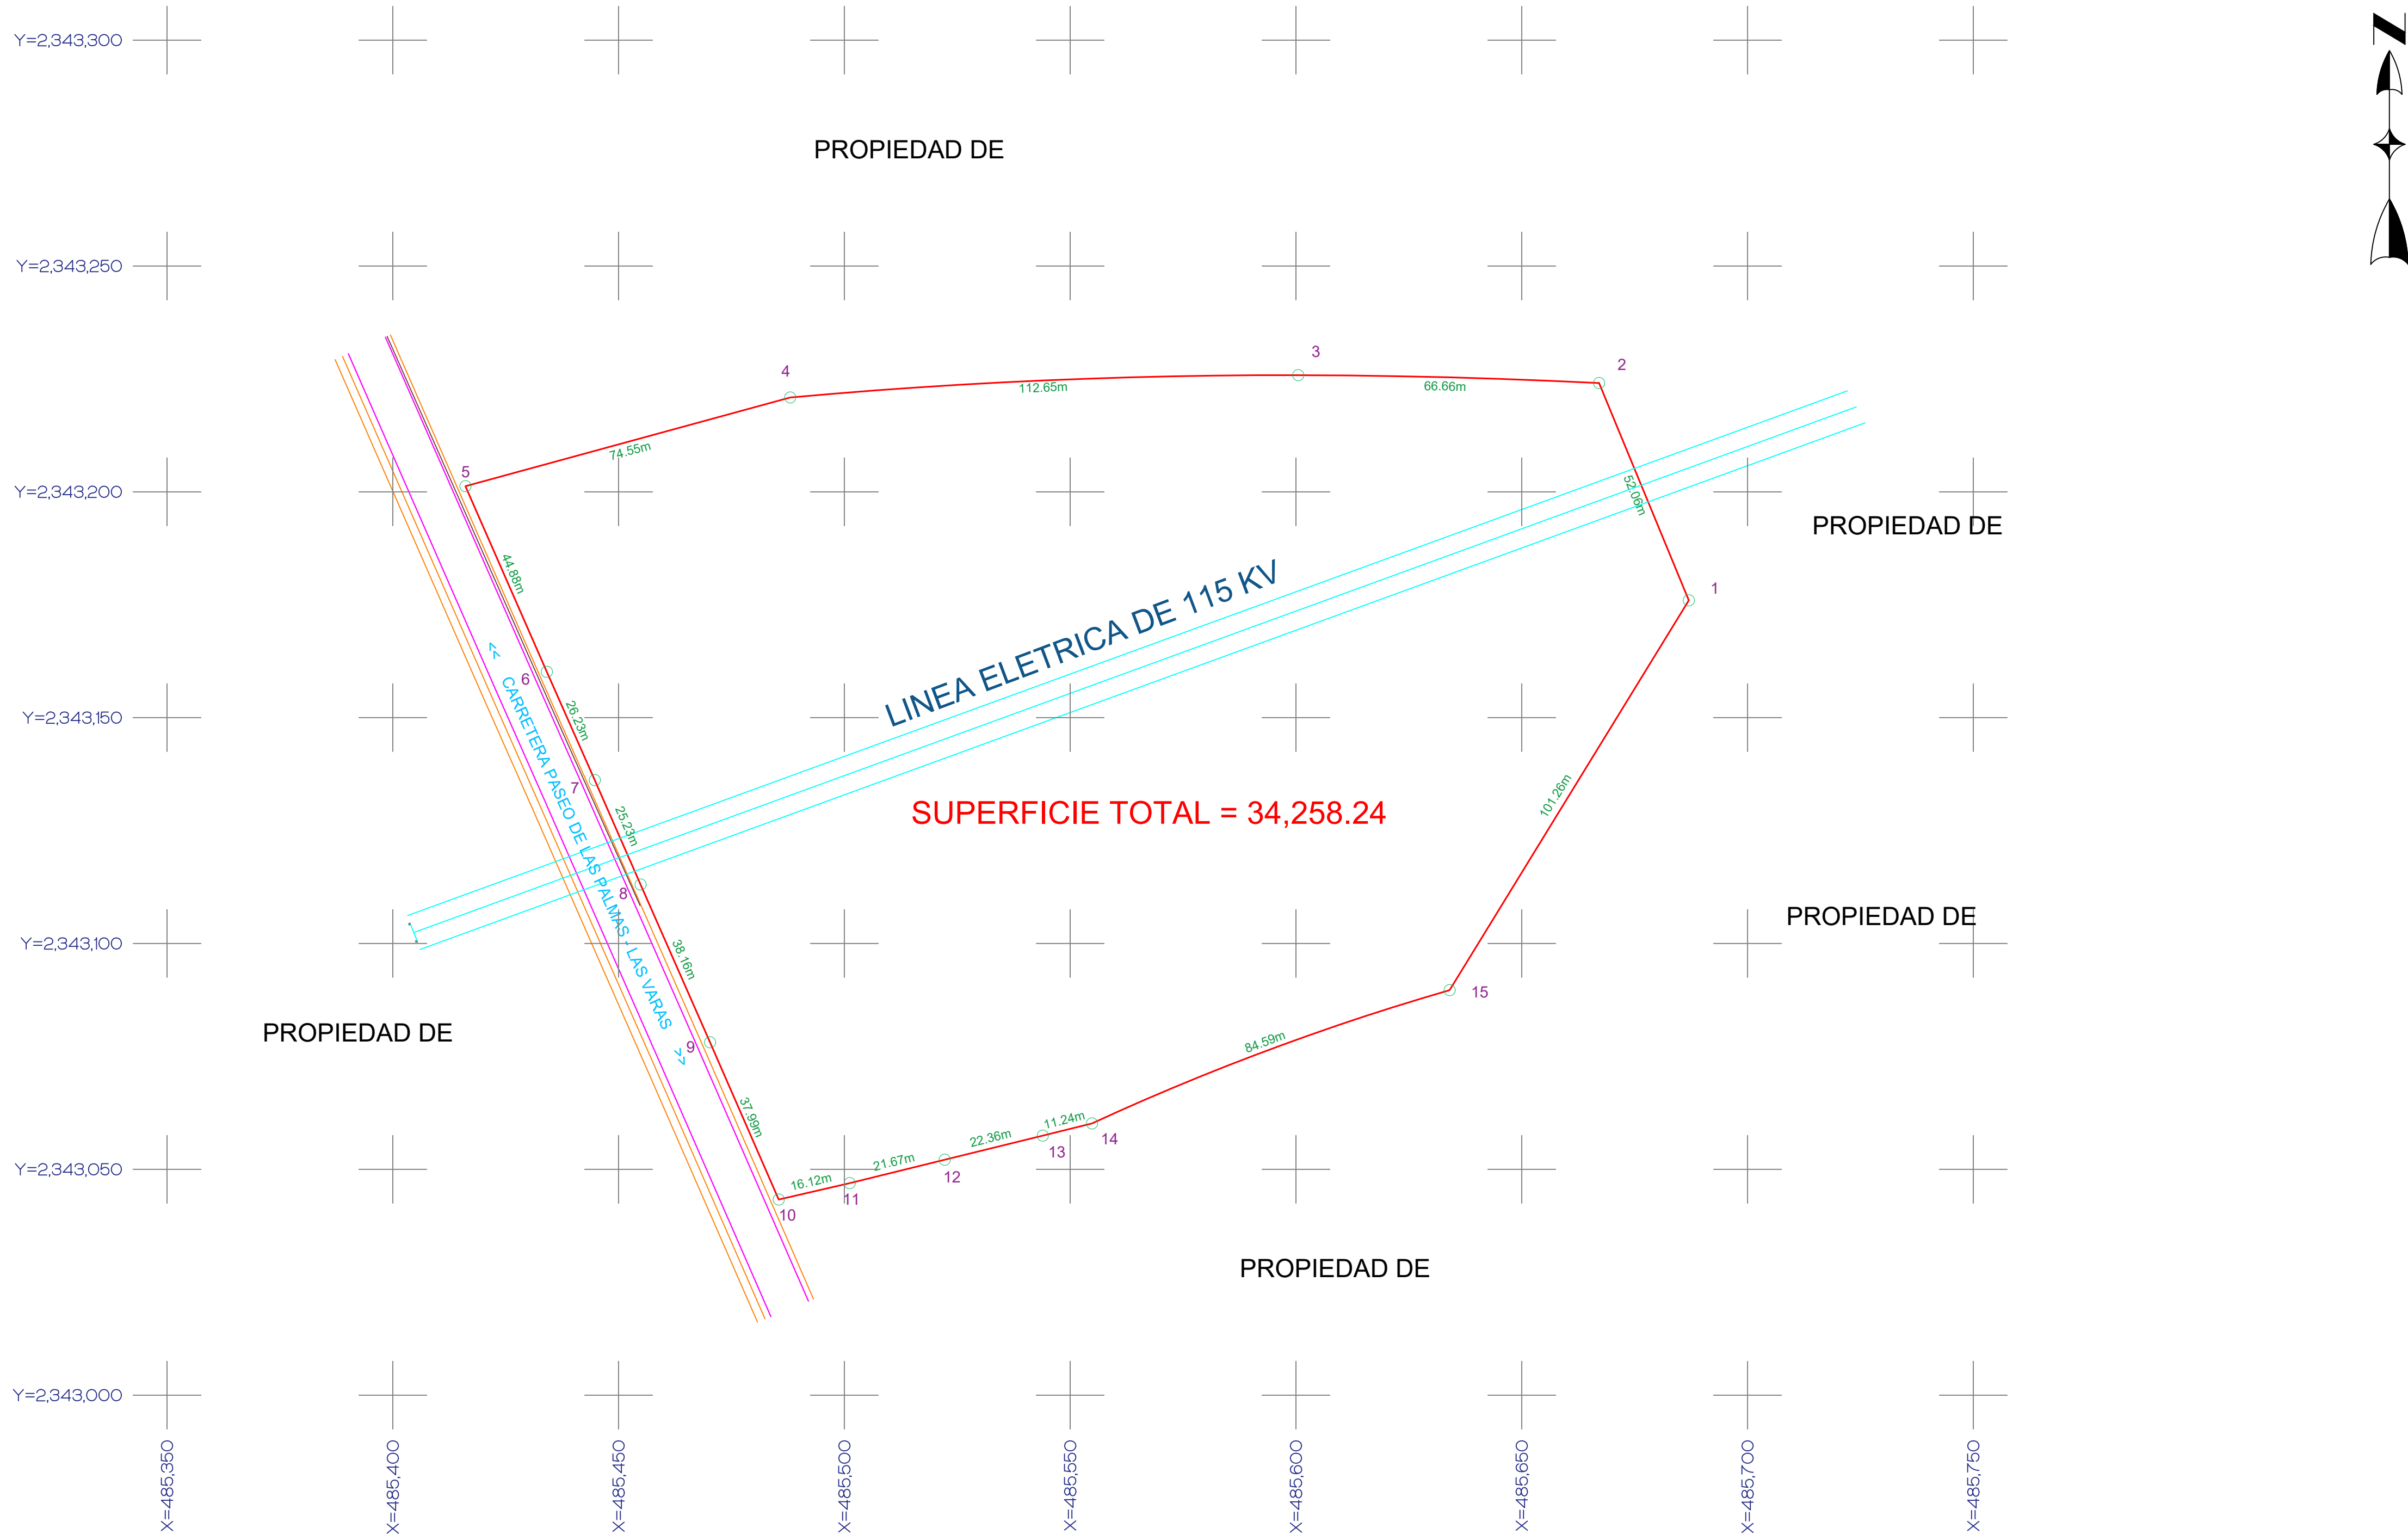 N
Y=2,343,300
PROPIEDAD DE
Y=2,343,250
3
2
4
112.65m
66.66m
74.55m
5
Y=2,343,200
52.06m
PROPIEDAD DE
44.88m
1
LINEA ELETRICA DE 115 KV
<< CARRETERA PASEO DE LAS PALMAS - LAS VARAS >>
6
26.23m
Y=2,343,150
7
25.23m
101.26m
SUPERFICIE TOTAL = 34,258.24
8
PROPIEDAD DE
Y=2,343,100
38.16m
15
PROPIEDAD DE
9
84.59m
37.99m
11.24m
22.36m
14
13
21.67m
12
Y=2,343,050
16.12m
11
10
PROPIEDAD DE
Y=2,343,000
X=485,350
X=485,400
X=485,450
X=485,500
X=485,550
X=485,600
X=485,650
X=485,700
X=485,750